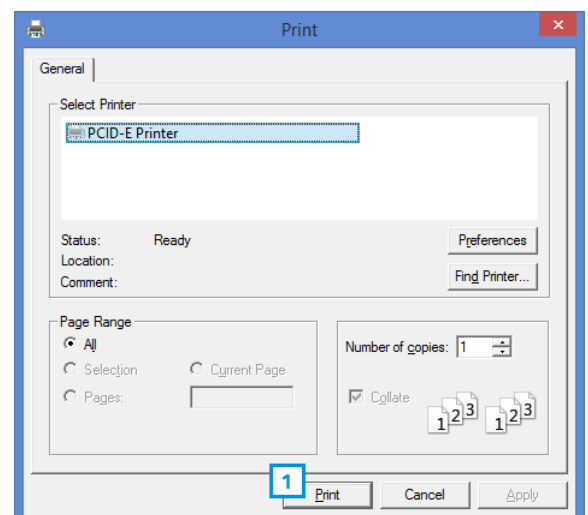 Print
General
Select Printer
PCID-E Printer
Status: Ready
Location:
Comment:
Preferences
Find Printer...
Page Range
All
Selection Current Page
Pages:
Number of copies: 1
Collate
1 2 3 1 2 3
1
Print Cancel Apply